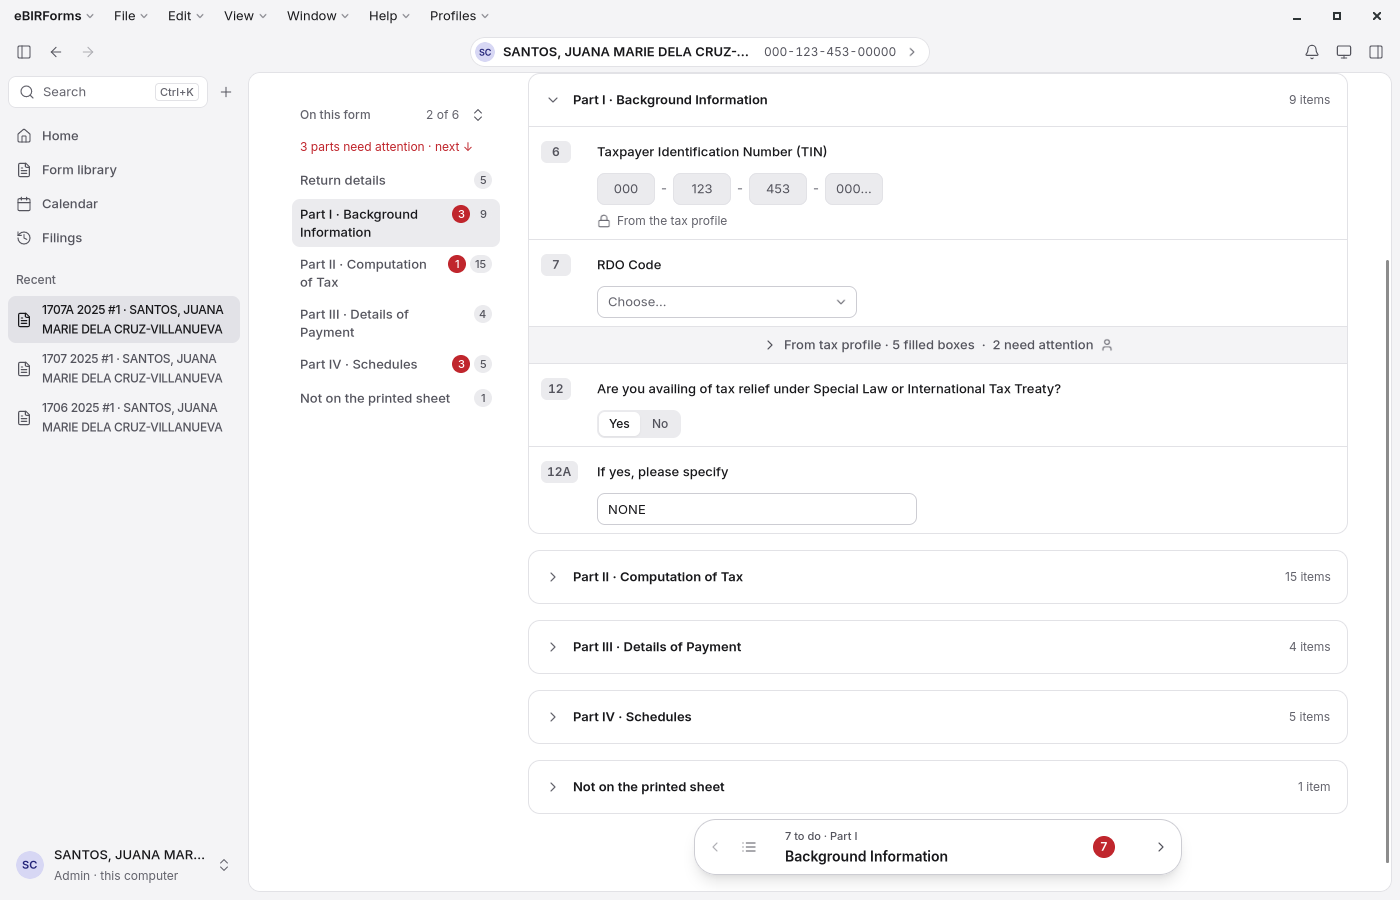 eBIRForms File Edit View Window Help Profiles
SC SANTOS, JUANA MARIE DELA CRUZ-... 000-123-453-00000
Search Ctrl+K
Home
Form library
Calendar
Filings
Recent
1707A 2025 #1 · SANTOS, JUANA
MARIE DELA CRUZ-VILLANUEVA
1707 2025 #1 · SANTOS, JUANA
MARIE DELA CRUZ-VILLANUEVA
1706 2025 #1 · SANTOS, JUANA
MARIE DELA CRUZ-VILLANUEVA
SC SANTOS, JUANA MAR...
Admin · this computer
On this form 2 of 6
3 parts need attention · next ↓
Return details 5
Part I · Background 3 9
Information
Part II · Computation 1 15
of Tax
Part III · Details of 4
Payment
Part IV · Schedules 3 5
Not on the printed sheet 1
Part I · Background Information 9 items
6 Taxpayer Identification Number (TIN)
000 - 123 - 453 - 000...
From the tax profile
7 RDO Code
Choose...
From tax profile · 5 filled boxes · 2 need attention
12 Are you availing of tax relief under Special Law or International Tax Treaty?
Yes No
12A If yes, please specify
NONE
Part II · Computation of Tax 15 items
Part III · Details of Payment 4 items
Part IV · Schedules 5 items
Not on the printed sheet 1 item
7 to do · Part I
Background Information 7